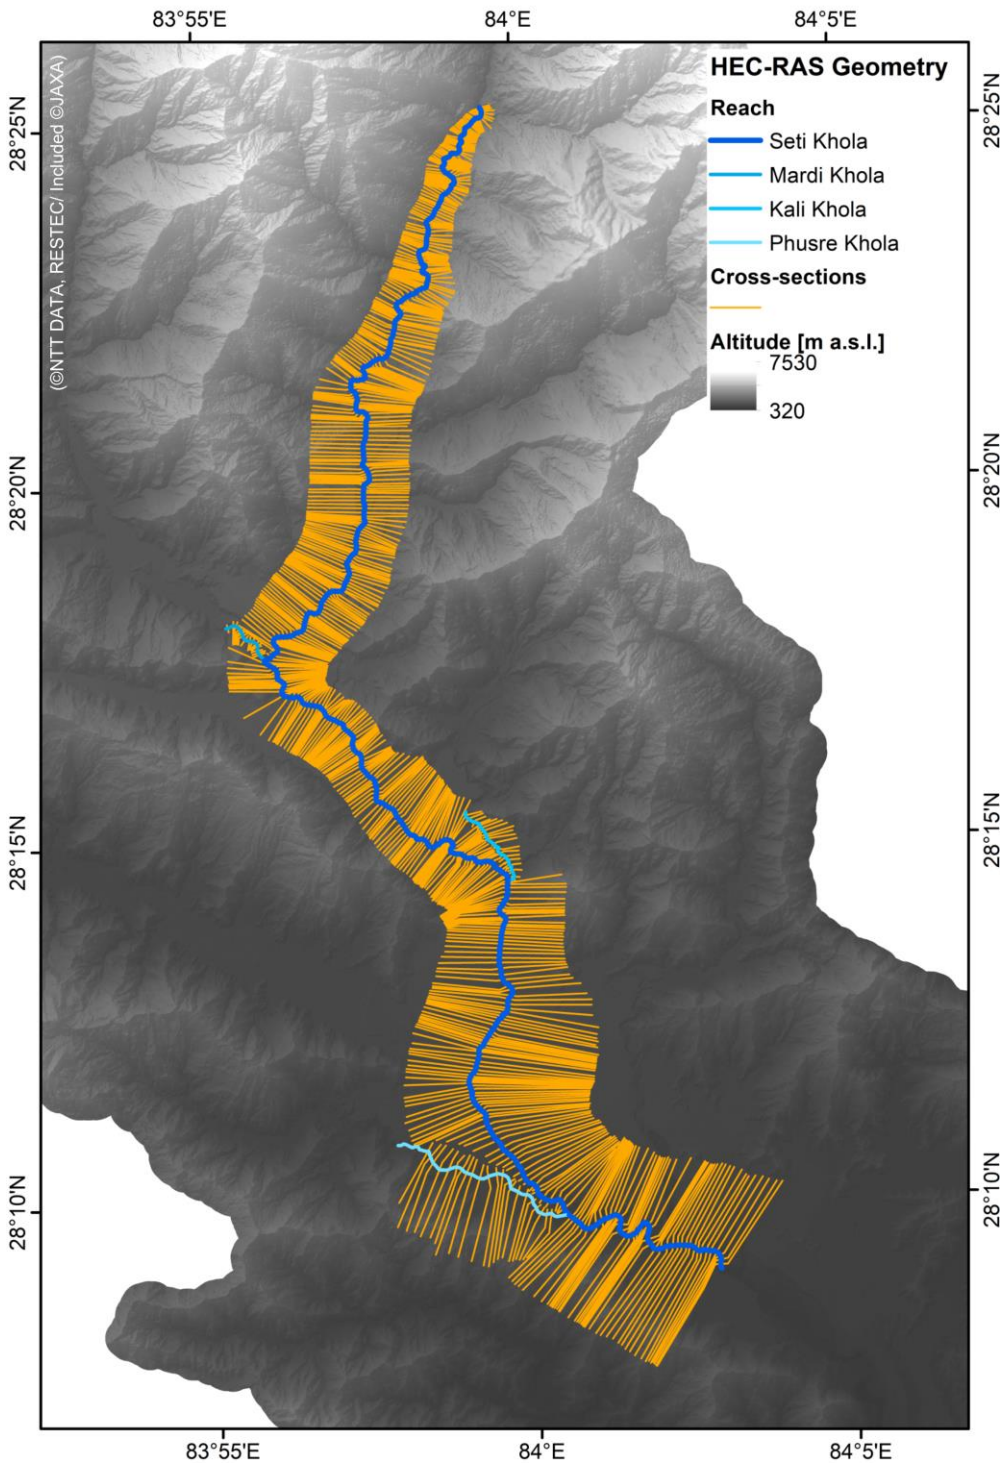 83°55'E 84°E 84°5'E
HEC-RAS Geometry
Reach
Seti Khola
Mardi Khola
Kali Khola
Phusre Khola
Cross-sections
Altitude [m a.s.l.]
7530
320
(©NTT DATA, RESTEC/ Included ©JAXA)
28°25'N 28°25'N
28°20'N 28°20'N
28°15'N 28°15'N
28°10'N 28°10'N
83°55'E 84°E 84°5'E